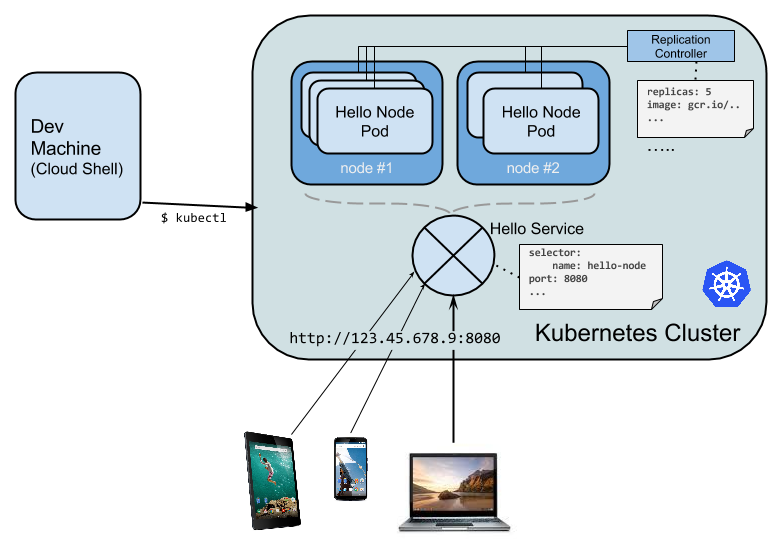 Replication
Controller
replicas: 5
image: gcr.io/..
...
.....
Dev
Machine
(Cloud Shell)
Hello Node
Pod
node #1
Hello Node
Pod
node #2
$ kubectl
Hello Service
selector:
name: hello-node
port: 8080
...
Kubernetes Cluster
http://123.45.678.9:8080